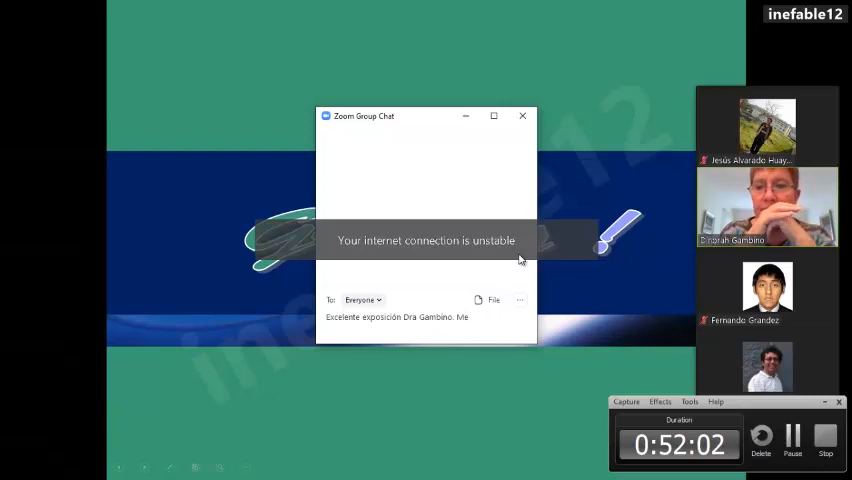 inefable12
Zoom Group Chat
Jesús Alvarado Huay...
Your internet connection is unstable
Dinorah Gambino
To: Everyone File ...
Excelente exposición Dra Gambino. Me
Fernando Grandez
Capture Effects Tools Help
Duration
0:52:02
Delete Pause Stop
inefable12